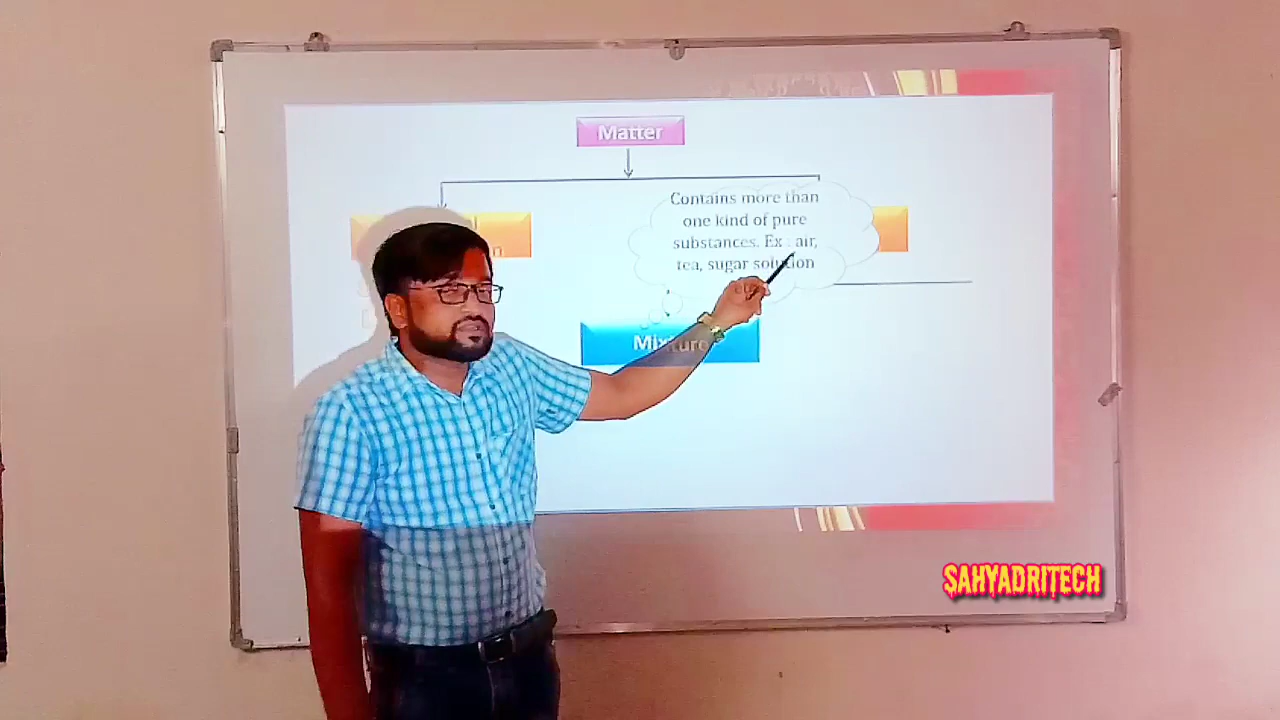 Matter
Contains more than
one kind of pure
substances. Ex : air,
tea, sugar solution
Mixture
SAHYADRITECH